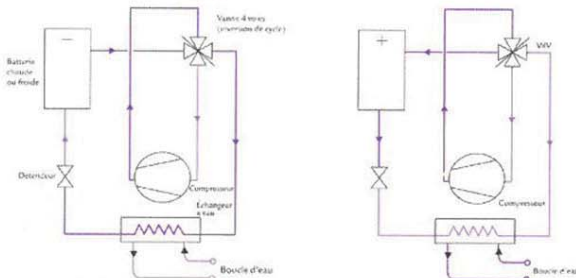 Vanne 4 voies
(inversion de cycle)
Batterie
chaude
ou froide
−
Détendeur
Compresseur
Échangeur
à eau
Boucle d'eau
+
VIV
Compresseur
Boucle d'eau